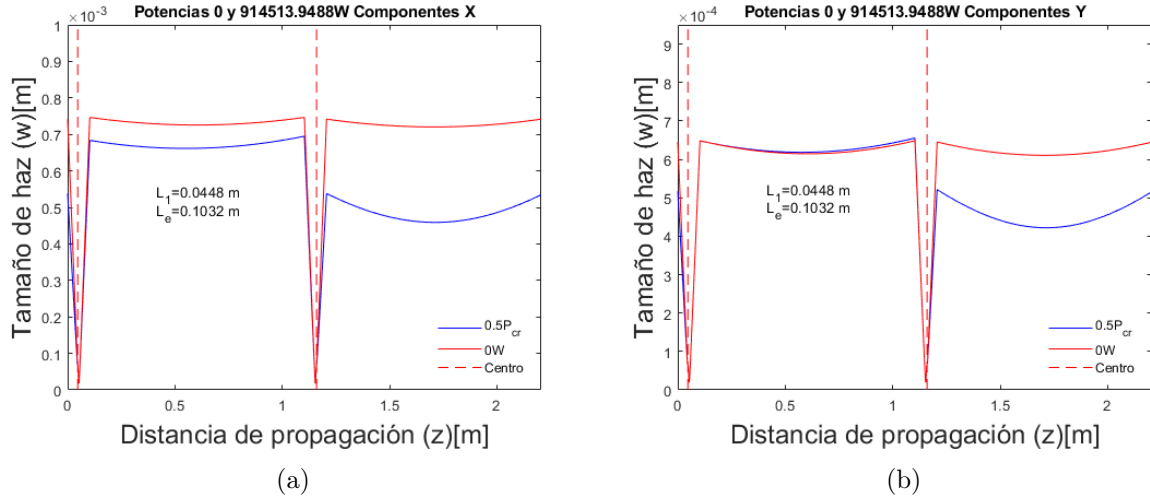 Potencias 0 y 914513.9488W Componentes X
×10⁻³
1
0.9
0.8
0.7
0.6
0.5
0.4
0.3
0.2
0.1
0
Tamaño de haz (w)[m]
L₁=0.0448 m
Lₑ=0.1032 m
0.5P_cr
0W
Centro
0 0.5 1 1.5 2
Distancia de propagación (z)[m]
(a)
Potencias 0 y 914513.9488W Componentes Y
×10⁻⁴
9
8
7
6
5
4
3
2
1
0
Tamaño de haz (w)[m]
L₁=0.0448 m
Lₑ=0.1032 m
0.5P_cr
0W
Centro
0 0.5 1 1.5 2
Distancia de propagación (z)[m]
(b)